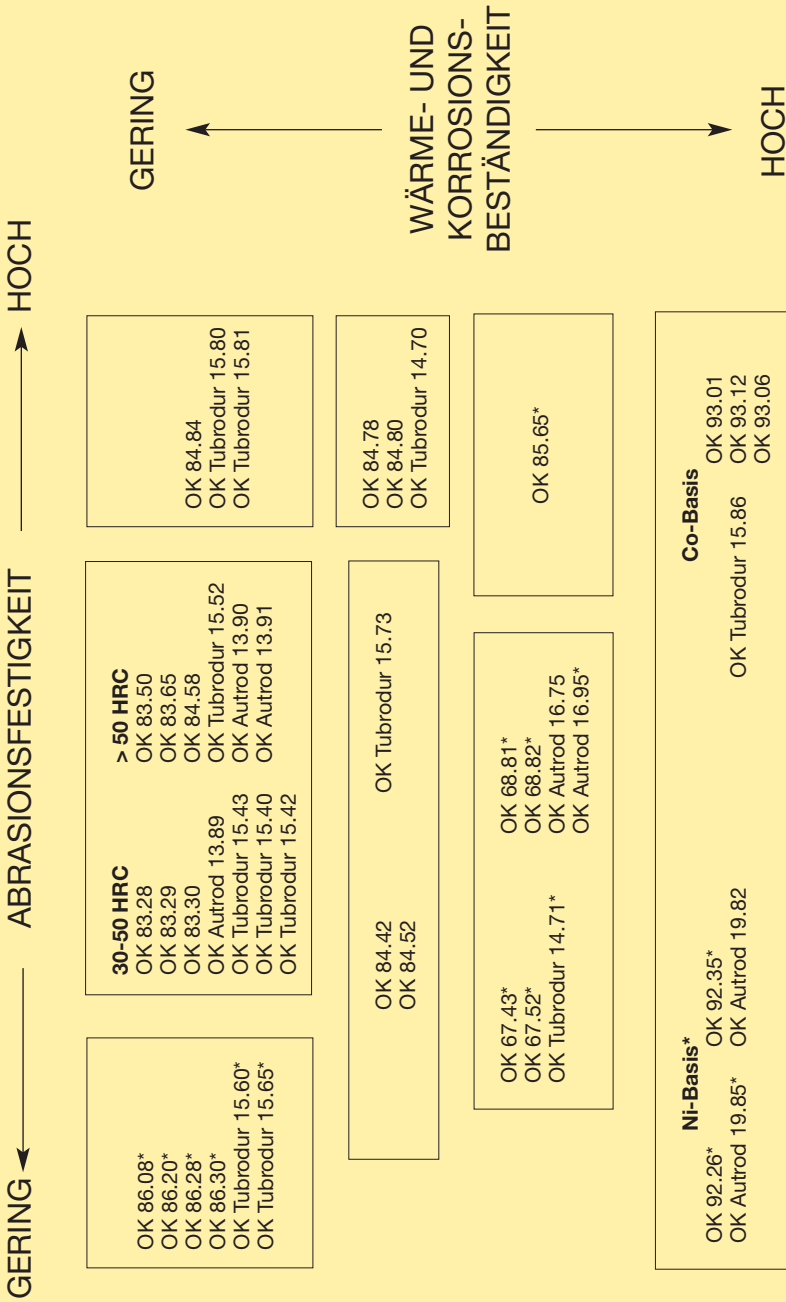 GERING ABRASIONSFESTIGKEIT HOCH
OK 86.08*
OK 86.20*
OK 86.28*
OK 86.30*
OK Tubrodur 15.60*
OK Tubrodur 15.65*
30-50 HRC
OK 83.28
OK 83.29
OK 83.30
OK Autrod 13.89
OK Tubrodur 15.43
OK Tubrodur 15.40
OK Tubrodur 15.42
> 50 HRC
OK 83.50
OK 83.65
OK 84.58
OK Tubrodur 15.52
OK Autrod 13.90
OK Autrod 13.91
OK 84.84
OK Tubrodur 15.80
OK Tubrodur 15.81
GERING
OK 84.42
OK 84.52
OK Tubrodur 15.73
OK 84.78
OK 84.80
OK Tubrodur 14.70
WÄRME- UND
KORROSIONS-
BESTÄNDIGKEIT
OK 67.43*
OK 67.52*
OK Tubrodur 14.71*
OK 68.81*
OK 68.82*
OK Autrod 16.75
OK Autrod 16.95*
OK 85.65*
Ni-Basis*
OK 92.26*
OK Autrod 19.85*
OK 92.35*
OK Autrod 19.82
Co-Basis
OK Tubrodur 15.86
OK 93.01
OK 93.12
OK 93.06
HOCH